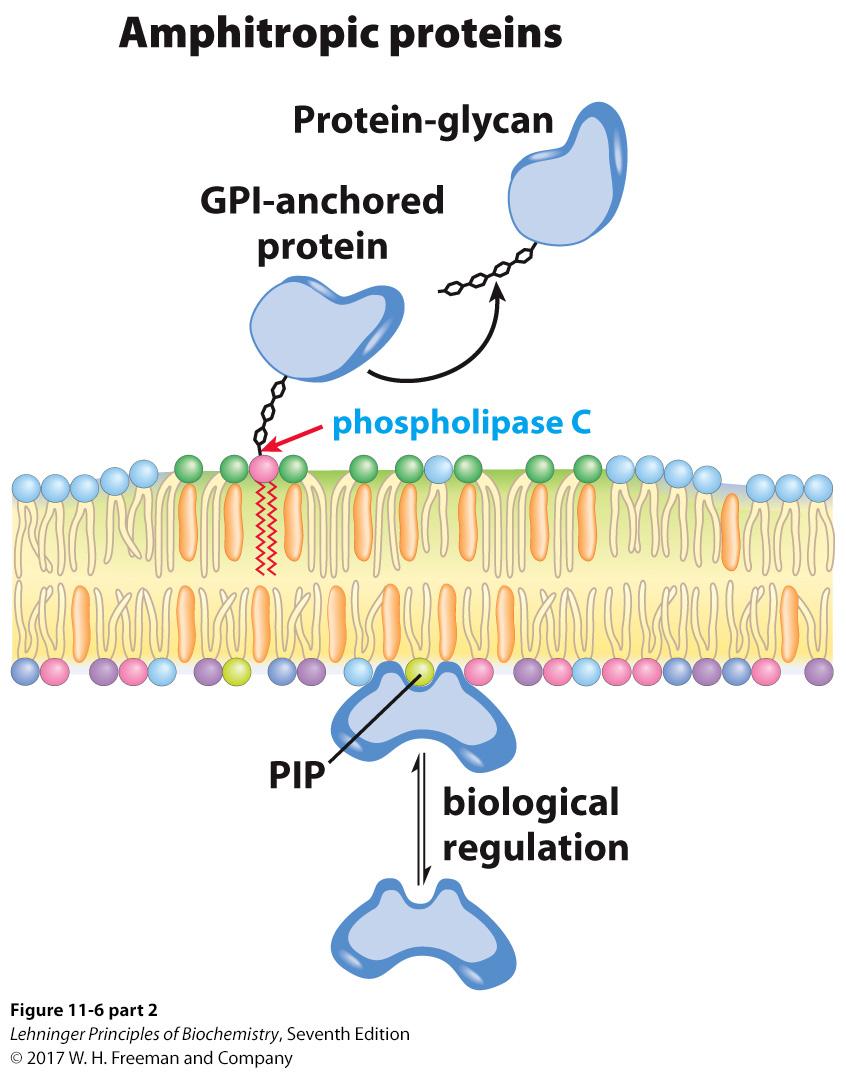 Amphitropic proteins
Protein-glycan
GPI-anchored
protein
phospholipase C
PIP
biological
regulation
Figure 11-6 part 2
Lehninger Principles of Biochemistry, Seventh Edition
© 2017 W. H. Freeman and Company